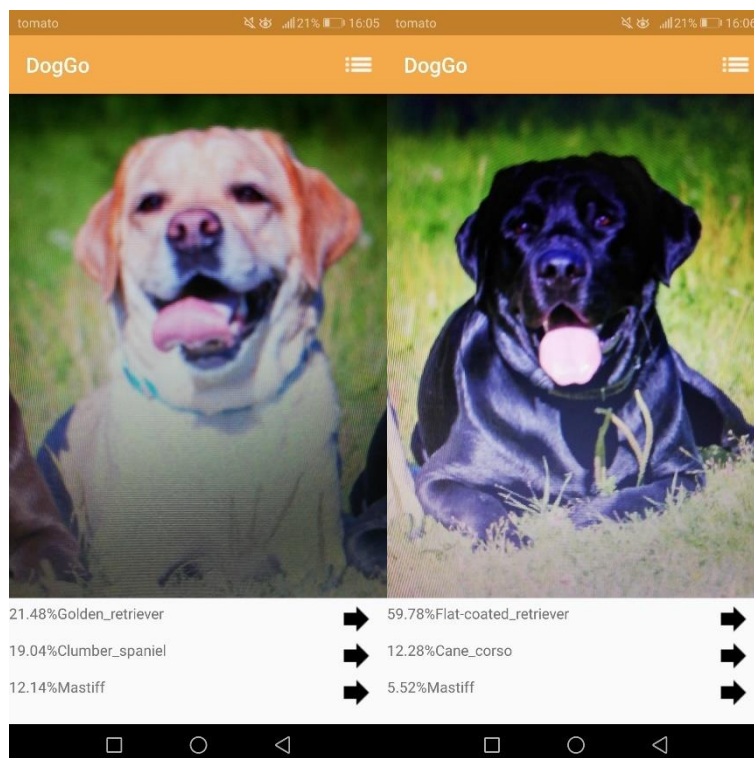 tomato 21% 16:05
DogGo
21.48%Golden_retriever
19.04%Clumber_spaniel
12.14%Mastiff
tomato 21% 16:06
DogGo
59.78%Flat-coated_retriever
12.28%Cane_corso
5.52%Mastiff